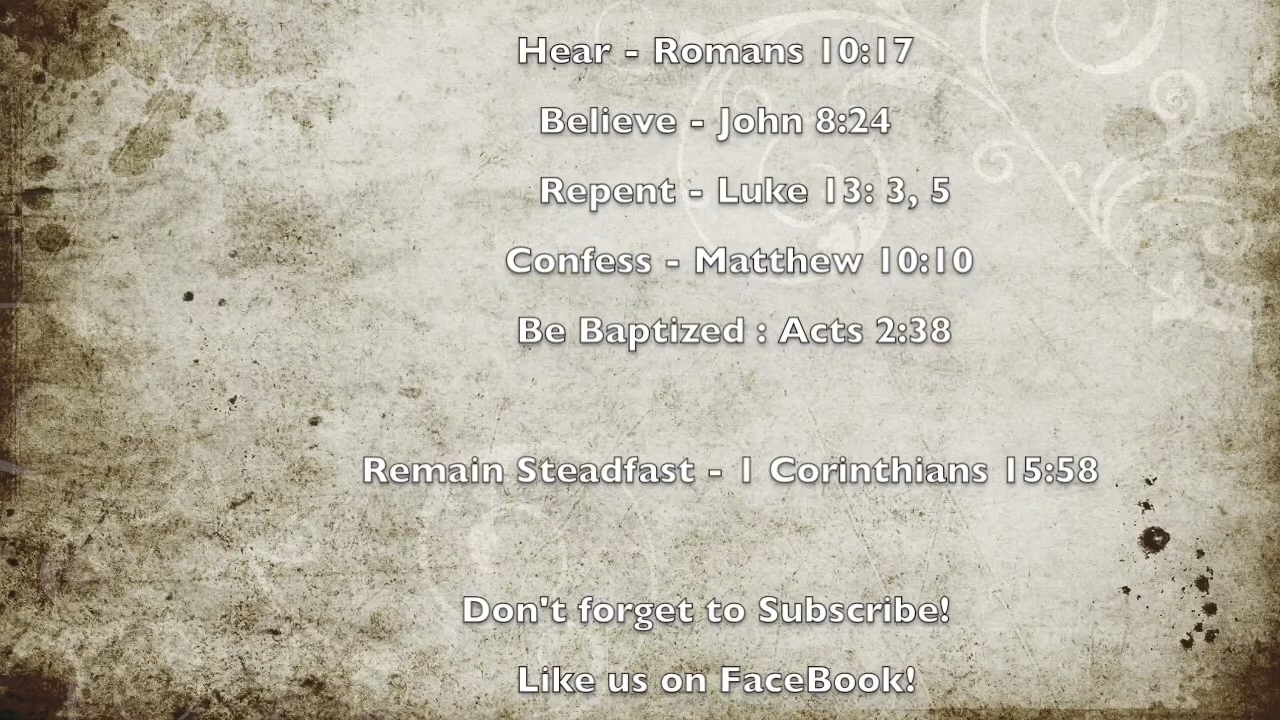 Hear - Romans 10:17
Believe - John 8:24
Repent - Luke 13: 3, 5
Confess - Matthew 10:10
Be Baptized : Acts 2:38
Remain Steadfast - 1 Corinthians 15:58
Don't forget to Subscribe!
Like us on FaceBook!